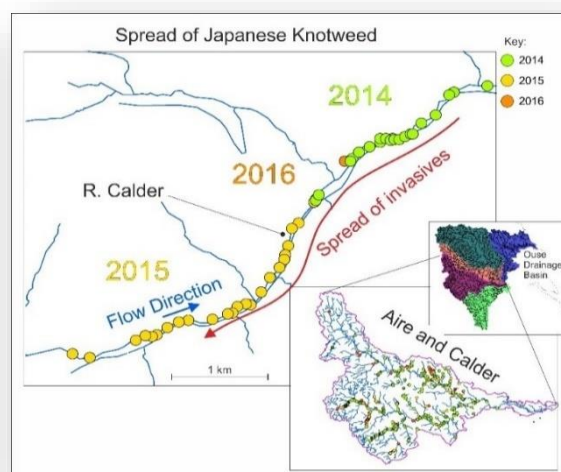 Spread of Japanese Knotweed
Key:
2014
2015
2016
2014
2016
R. Calder
Spread of invasives
2015
Flow Direction
1 km
Ouse
Drainage
Basin
Aire and Calder